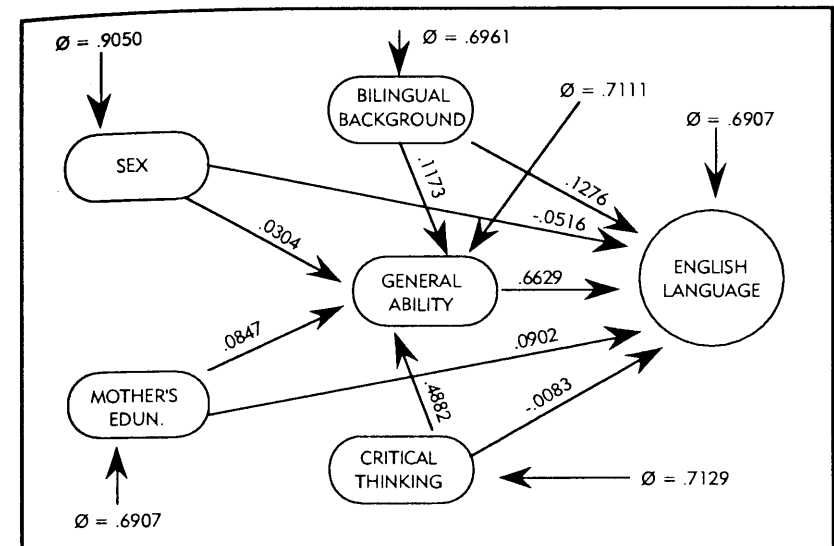 Ø = .9050
Ø = .6961
BILINGUAL
BACKGROUND
Ø = .7111
Ø = .6907
SEX
.1173
.1276
-.0516
.0304
GENERAL
ABILITY
.6629
ENGLISH
LANGUAGE
.0847
.0902
MOTHER'S
EDUN.
.4882
-.0083
CRITICAL
THINKING
Ø = .7129
Ø = .6907